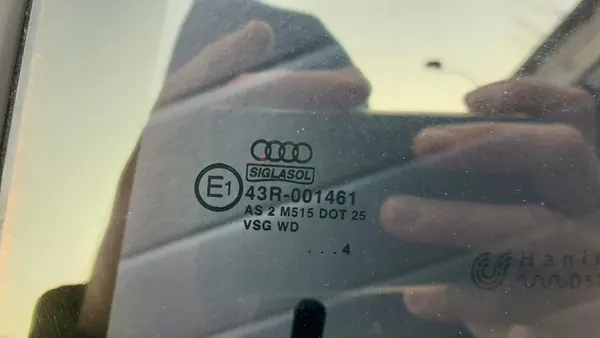 SIGLASOL
E1
43R-001461
AS 2 M515 DOT 25
VSG WD
...4